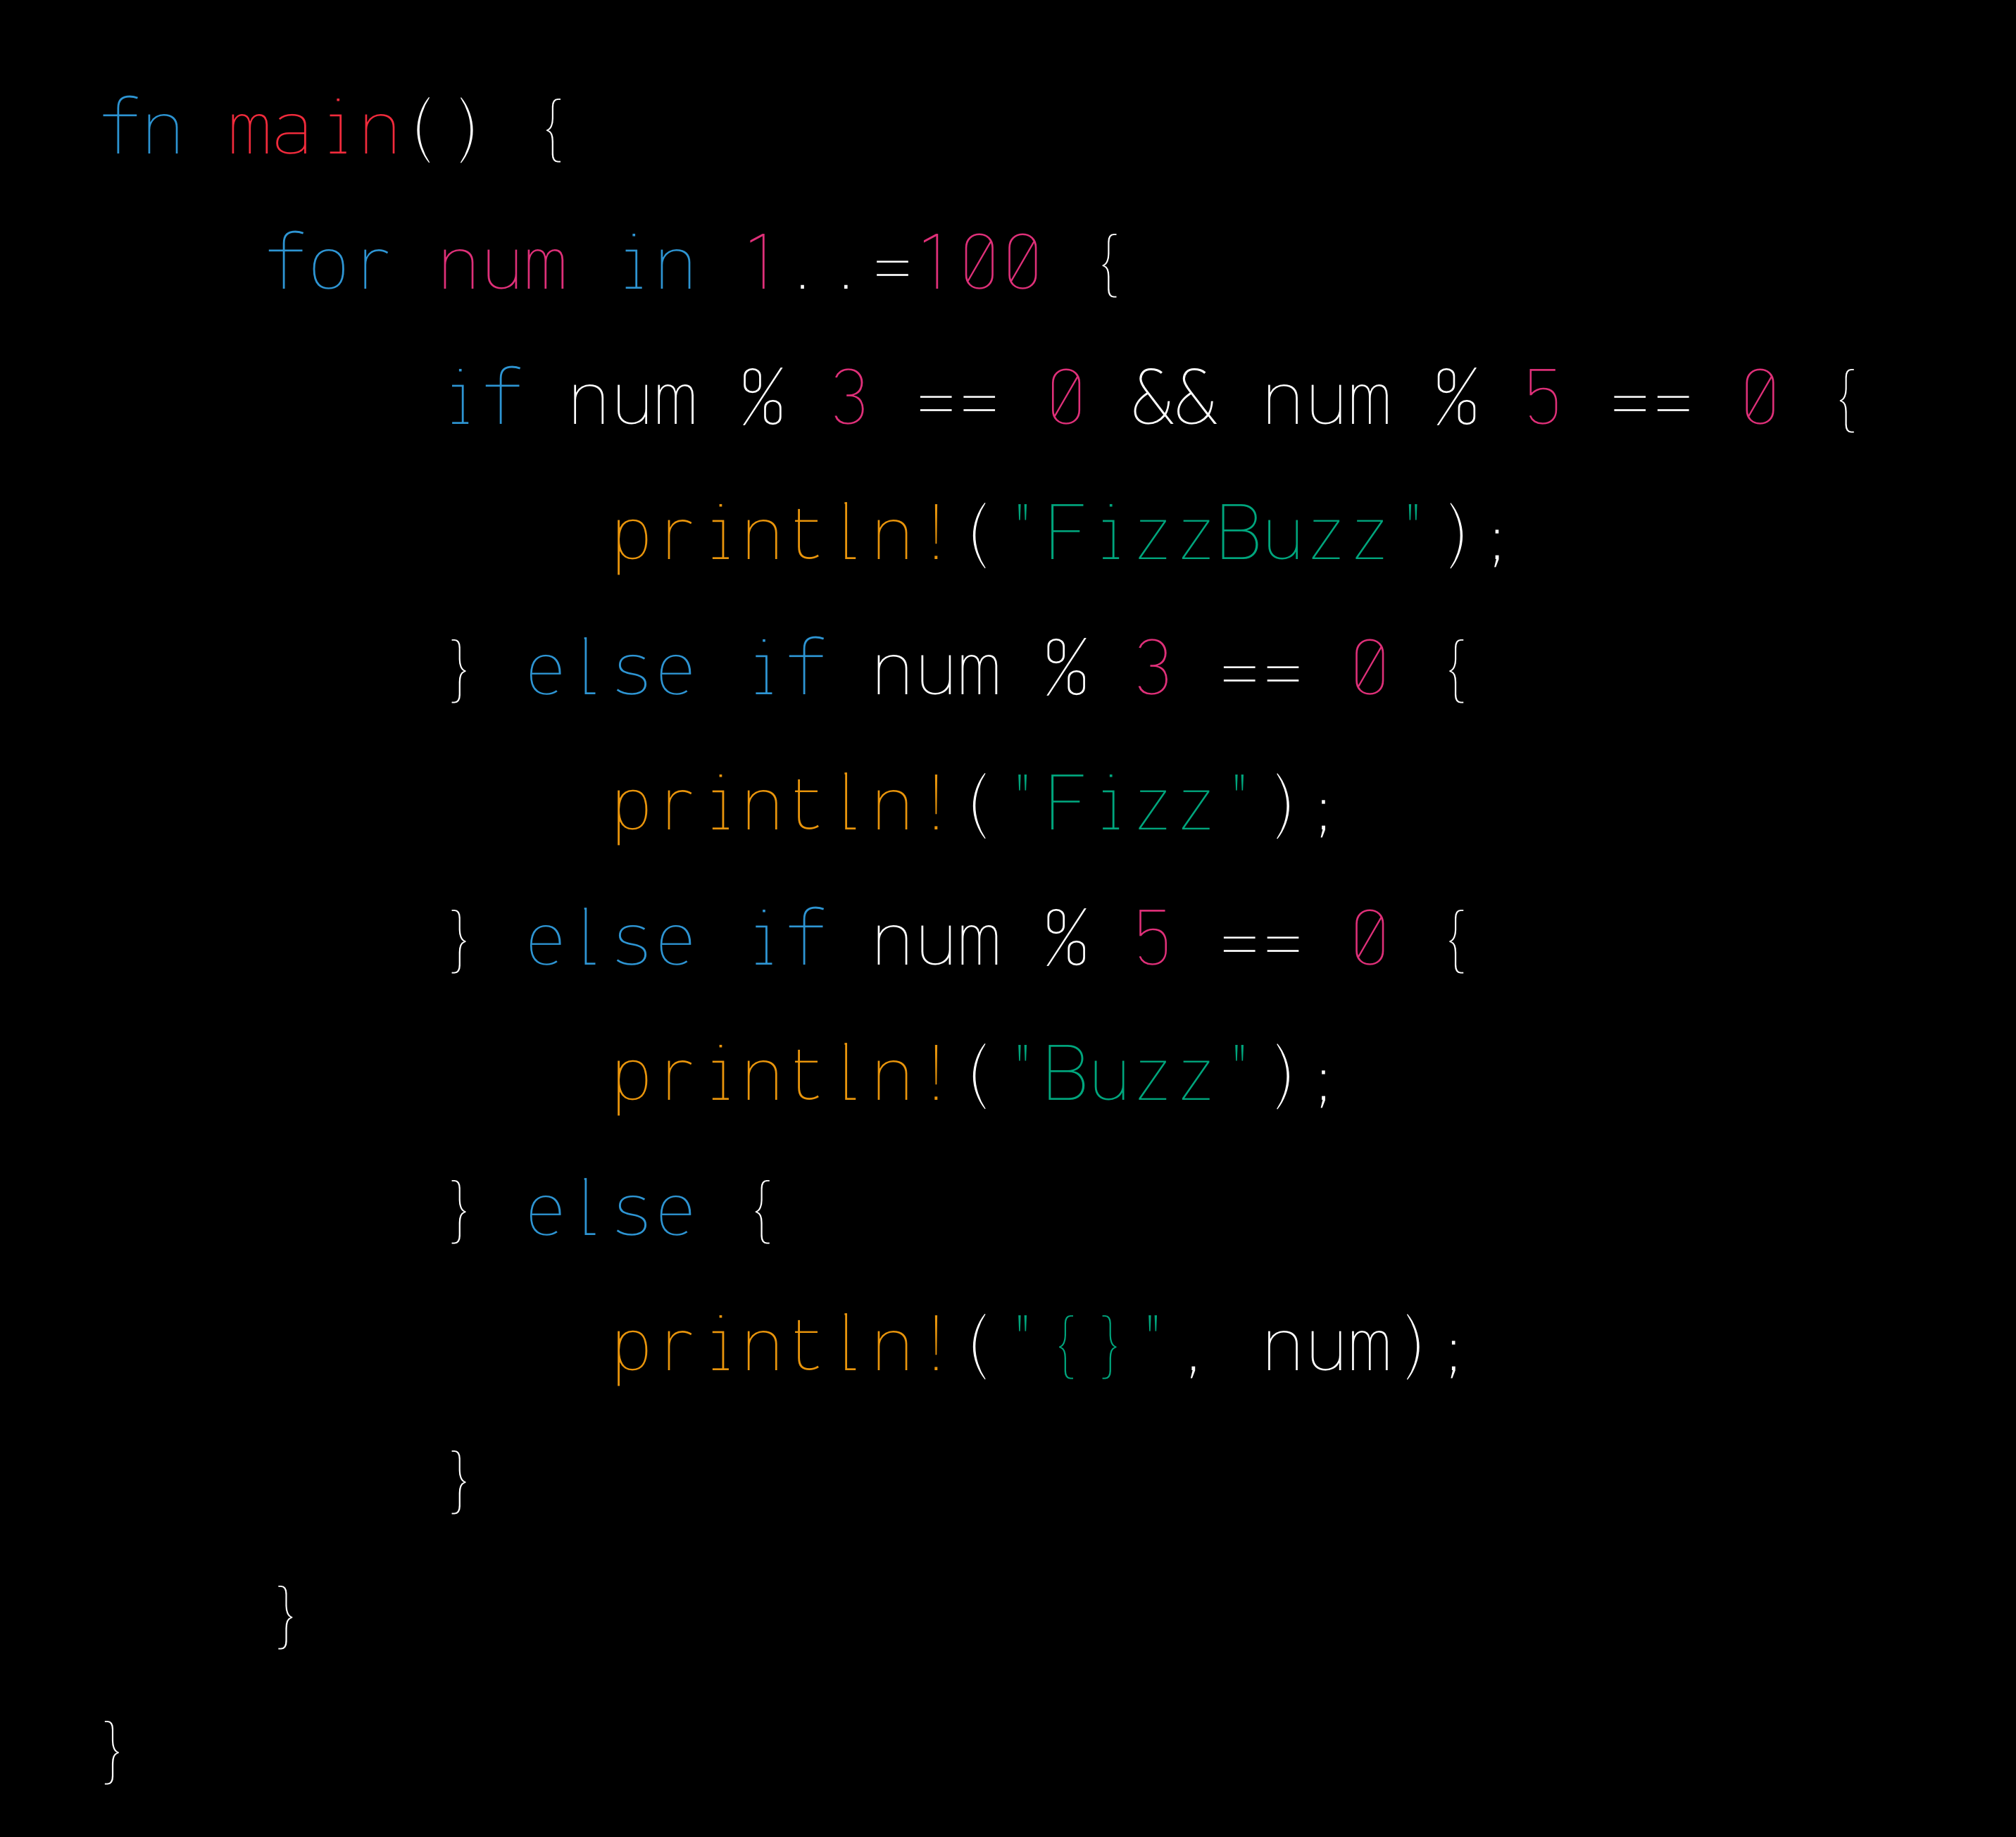 fn main() {
    for num in 1..=100 {
        if num % 3 == 0 && num % 5 == 0 {
            println!("FizzBuzz");
        } else if num % 3 == 0 {
            println!("Fizz");
        } else if num % 5 == 0 {
            println!("Buzz");
        } else {
            println!("{}", num);
        }
    }
}